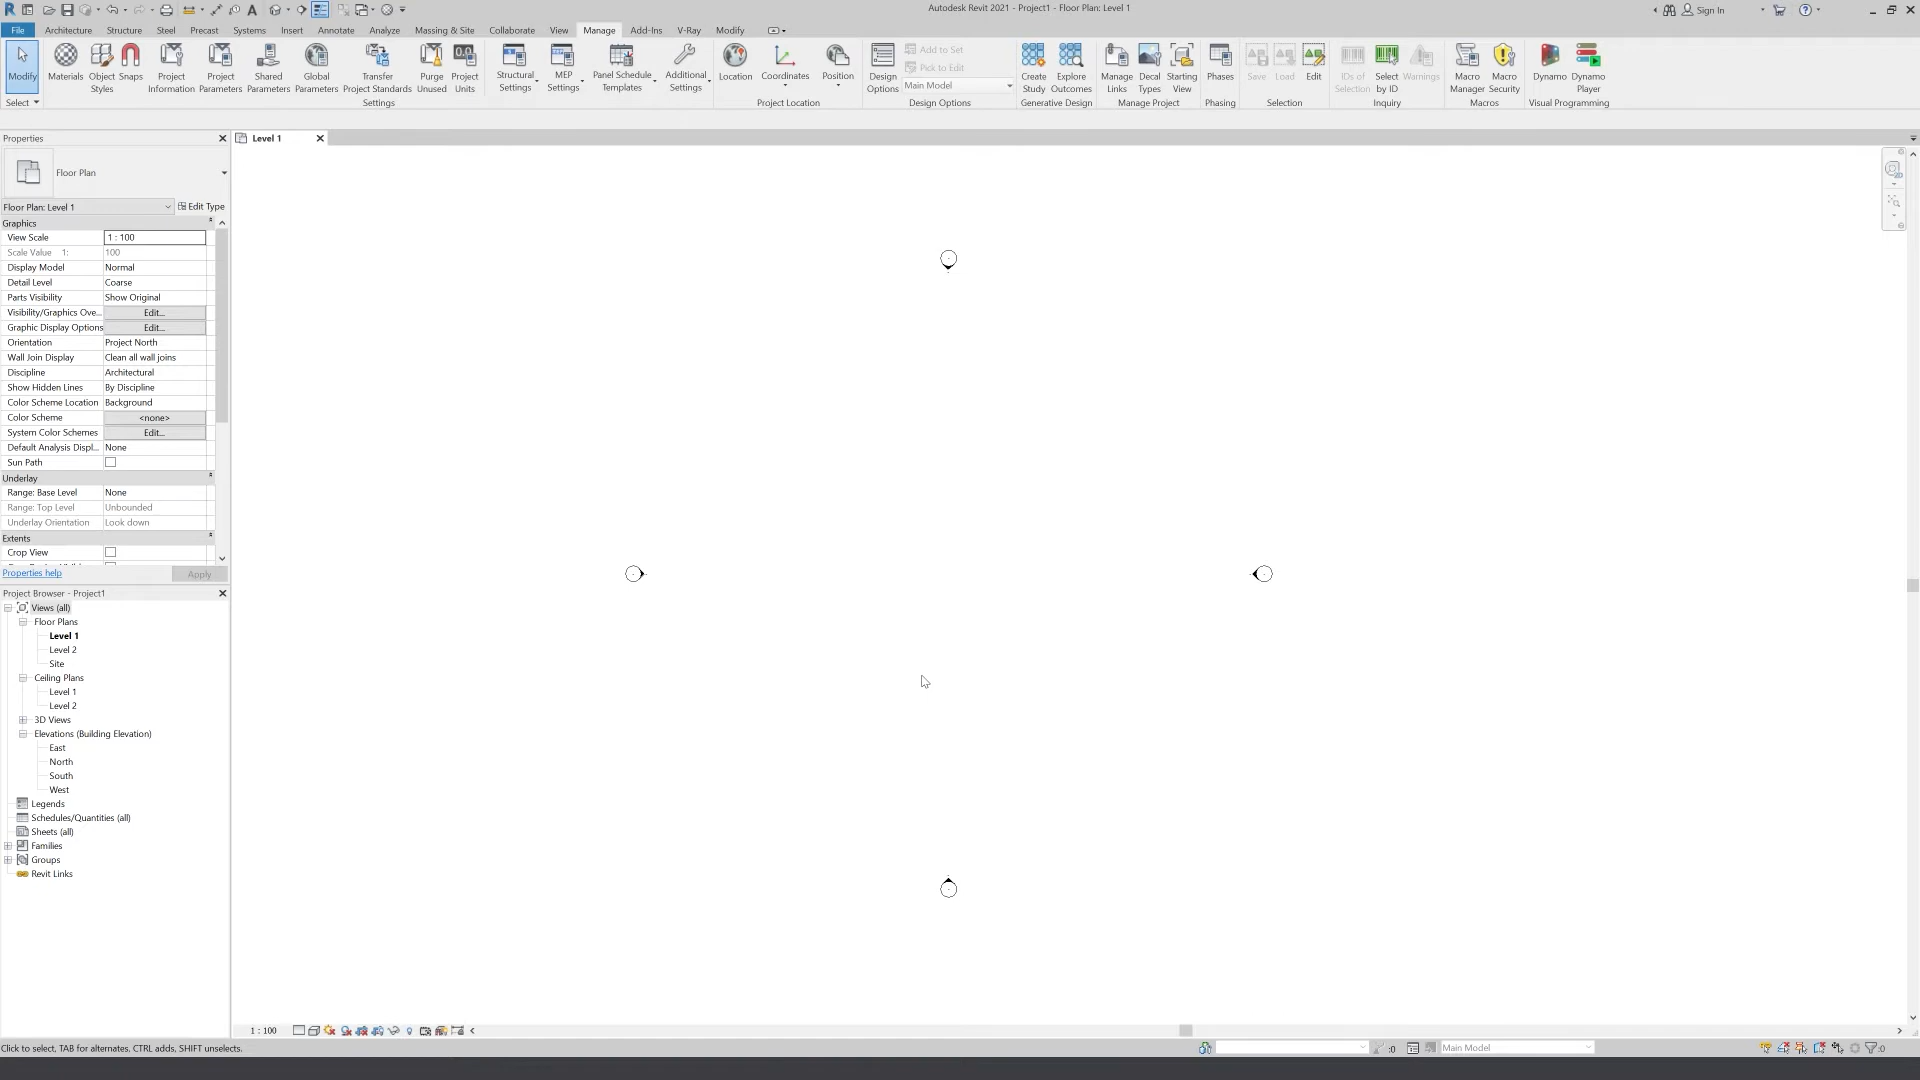 Autodesk Revit 2021 - Project1 - Floor Plan: Level 1
Sign In
File Architecture Structure Steel Precast Systems Insert Annotate Analyze Massing & Site Collaborate View Manage Add-Ins V-Ray Modify
Modify
Materials
Object Styles
Snaps
Project Information
Project Parameters
Shared Parameters
Global Parameters
Transfer Project Standards
Purge Unused
Project Units
Structural Settings
MEP Settings
Panel Schedule Templates
Additional Settings
Location
Coordinates
Position
Design Options
Add to Set
Pick to Edit
Main Model
Create Study
Explore Outcomes
Manage Links
Decal Types
Starting View
Phases
Save
Load
Edit
IDs of Selection
Select by ID
Warnings
Macro Manager
Macro Security
Dynamo
Dynamo Player
Select
Settings
Project Location
Design Options
Generative Design
Manage Project
Phasing
Selection
Inquiry
Macros
Visual Programming
Properties
Level 1
Floor Plan
Floor Plan: Level 1
Edit Type
Graphics
View Scale 1 : 100
Scale Value 1: 100
Display Model Normal
Detail Level Coarse
Parts Visibility Show Original
Visibility/Graphics Ove... Edit...
Graphic Display Options Edit...
Orientation Project North
Wall Join Display Clean all wall joins
Discipline Architectural
Show Hidden Lines By Discipline
Color Scheme Location Background
Color Scheme <none>
System Color Schemes Edit...
Default Analysis Displ... None
Sun Path
Underlay
Range: Base Level None
Range: Top Level Unbounded
Underlay Orientation Look down
Extents
Crop View
Properties help
Apply
Project Browser - Project1
Views (all)
Floor Plans
Level 1
Level 2
Site
Ceiling Plans
Level 1
Level 2
3D Views
Elevations (Building Elevation)
East
North
South
West
Legends
Schedules/Quantities (all)
Sheets (all)
Families
Groups
Revit Links
1 : 100
Click to select, TAB for alternates, CTRL adds, SHIFT unselects.
:0
Main Model
:0